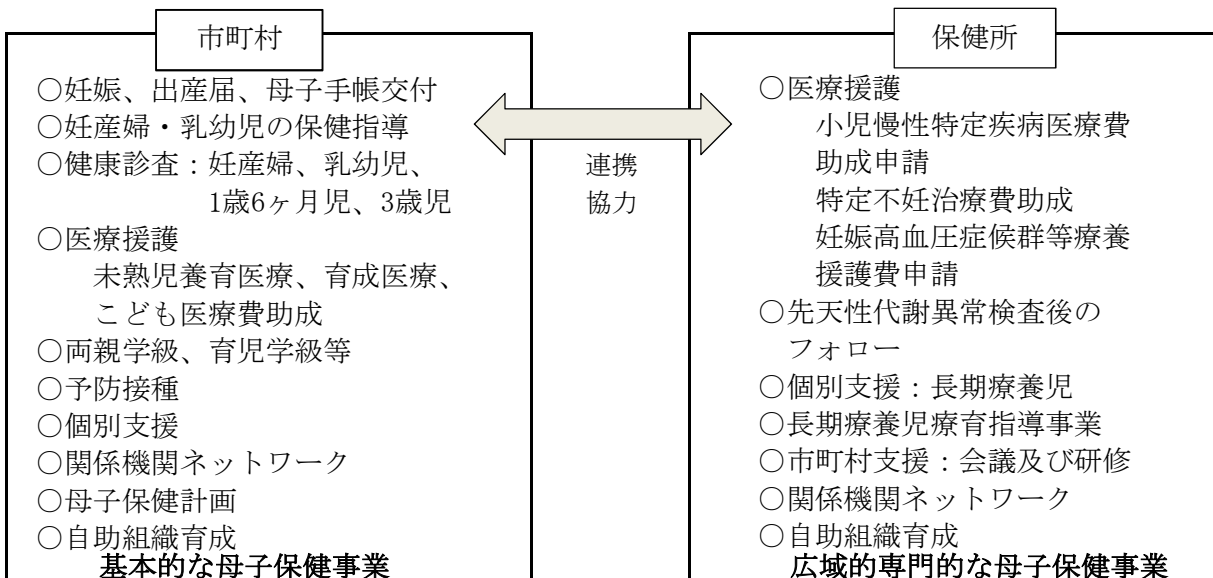 市町村
○妊娠、出産届、母子手帳交付
○妊産婦・乳幼児の保健指導
○健康診査：妊産婦、乳幼児、
1歳6ヶ月児、3歳児
○医療援護
未熟児養育医療、育成医療、
こども医療費助成
○両親学級、育児学級等
○予防接種
○個別支援
○関係機関ネットワーク
○母子保健計画
○自助組織育成
基本的な母子保健事業
連携
協力
保健所
○医療援護
小児慢性特定疾病医療費
助成申請
特定不妊治療費助成
妊娠高血圧症候群等療養
援護費申請
○先天性代謝異常検査後の
フォロー
○個別支援：長期療養児
○長期療養児療育指導事業
○市町村支援：会議及び研修
○関係機関ネットワーク
○自助組織育成
広域的専門的な母子保健事業